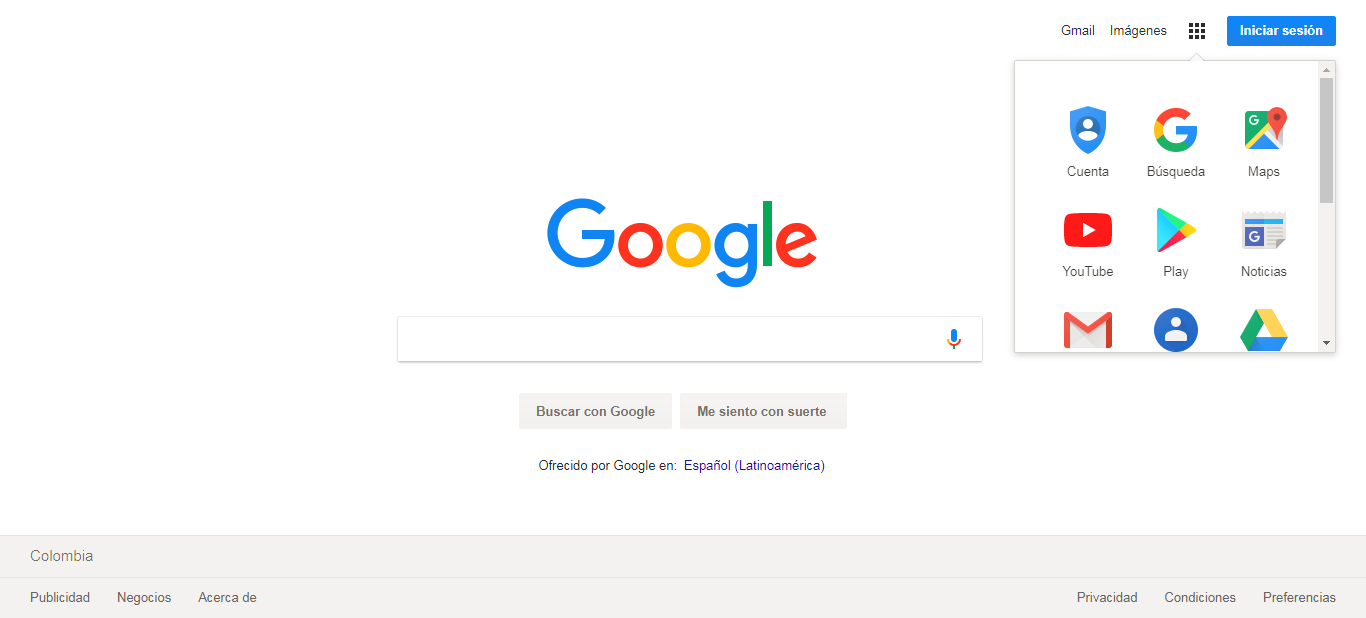 Gmail Imágenes Iniciar sesión
Cuenta Búsqueda Maps
YouTube Play Noticias
Google
Buscar con Google Me siento con suerte
Ofrecido por Google en: Español (Latinoamérica)
Colombia
Publicidad Negocios Acerca de Privacidad Condiciones Preferencias